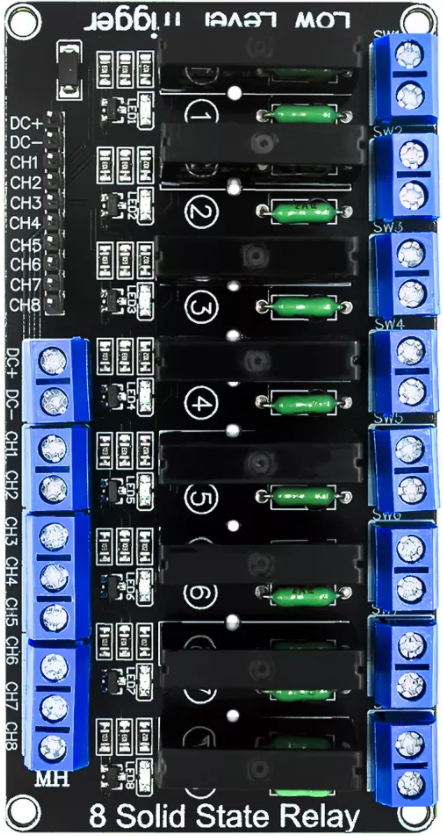 Low Level Trigger
SW1
LED1
1
DC+
DC-
CH1
CH2
CH3
CH4
CH5
CH6
CH7
CH8
SW2
LED2
2
SW3
LED3
3
SW4
LED4
4
DC+
DC-
SW5
LED5
5
CH1
CH2
SW6
LED6
6
CH3
CH4
CH5
CH6
CH7
CH8
LED8
MH
8 Solid State Relay